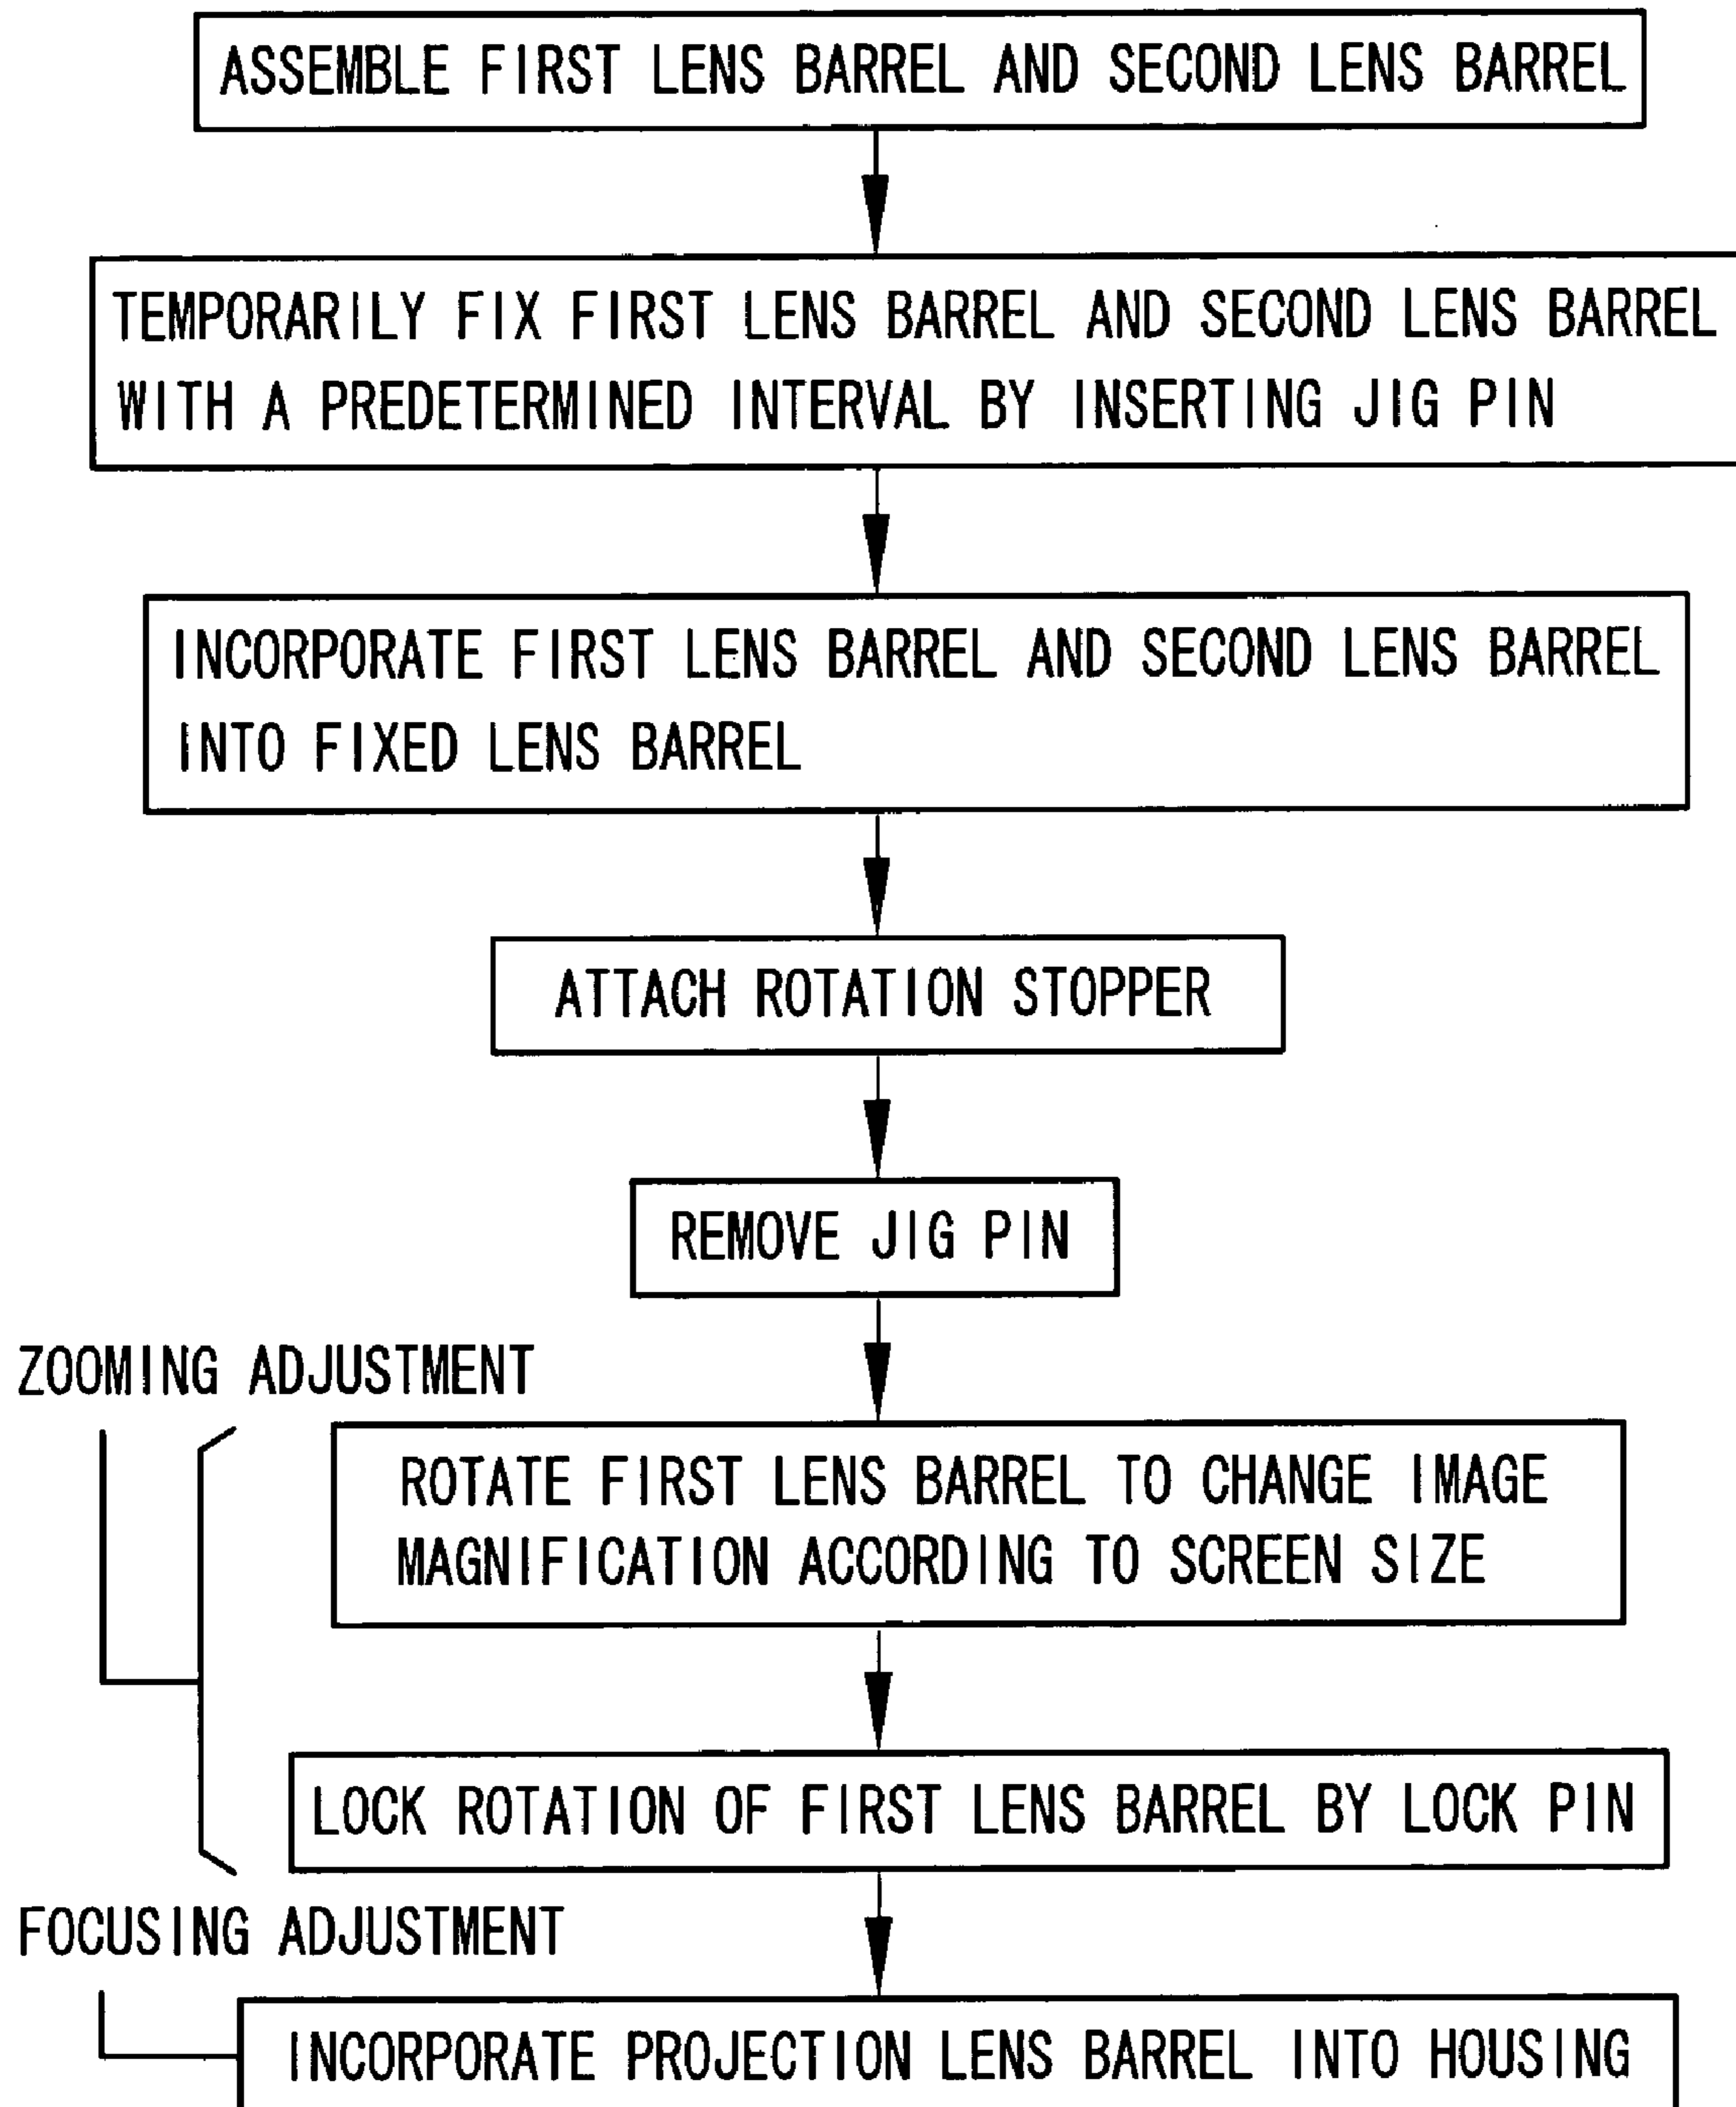 ASSEMBLE FIRST LENS BARREL AND SECOND LENS BARREL
TEMPORARILY FIX FIRST LENS BARREL AND SECOND LENS BARREL
WITH A PREDETERMINED INTERVAL BY INSERTING JIG PIN
INCORPORATE FIRST LENS BARREL AND SECOND LENS BARREL
INTO FIXED LENS BARREL
ATTACH ROTATION STOPPER
REMOVE JIG PIN
ZOOMING ADJUSTMENT
ROTATE FIRST LENS BARREL TO CHANGE IMAGE
MAGNIFICATION ACCORDING TO SCREEN SIZE
LOCK ROTATION OF FIRST LENS BARREL BY LOCK PIN
FOCUSING ADJUSTMENT
INCORPORATE PROJECTION LENS BARREL INTO HOUSING